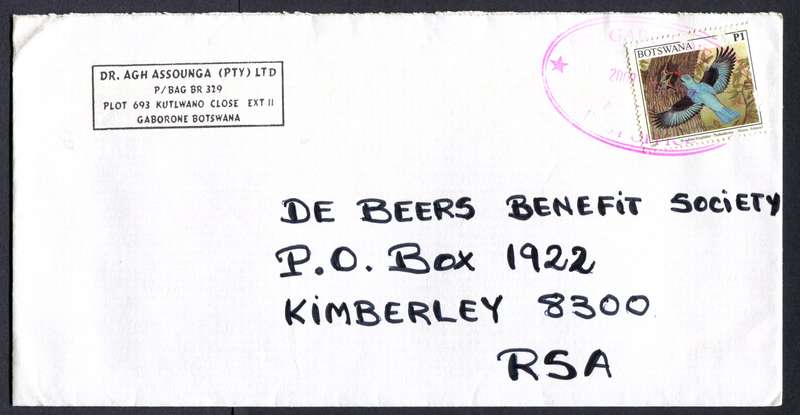 DR. AGH ASSOUNGA (PTY) LTD
P/BAG BR 329
PLOT 693 KUTLWANO CLOSE EXT 11
GABORONE BOTSWANA
BOTSWANA P1
DE BEERS BENEFIT SOCIETY
P.O. Box 1922
KIMBERLEY 8300
RSA